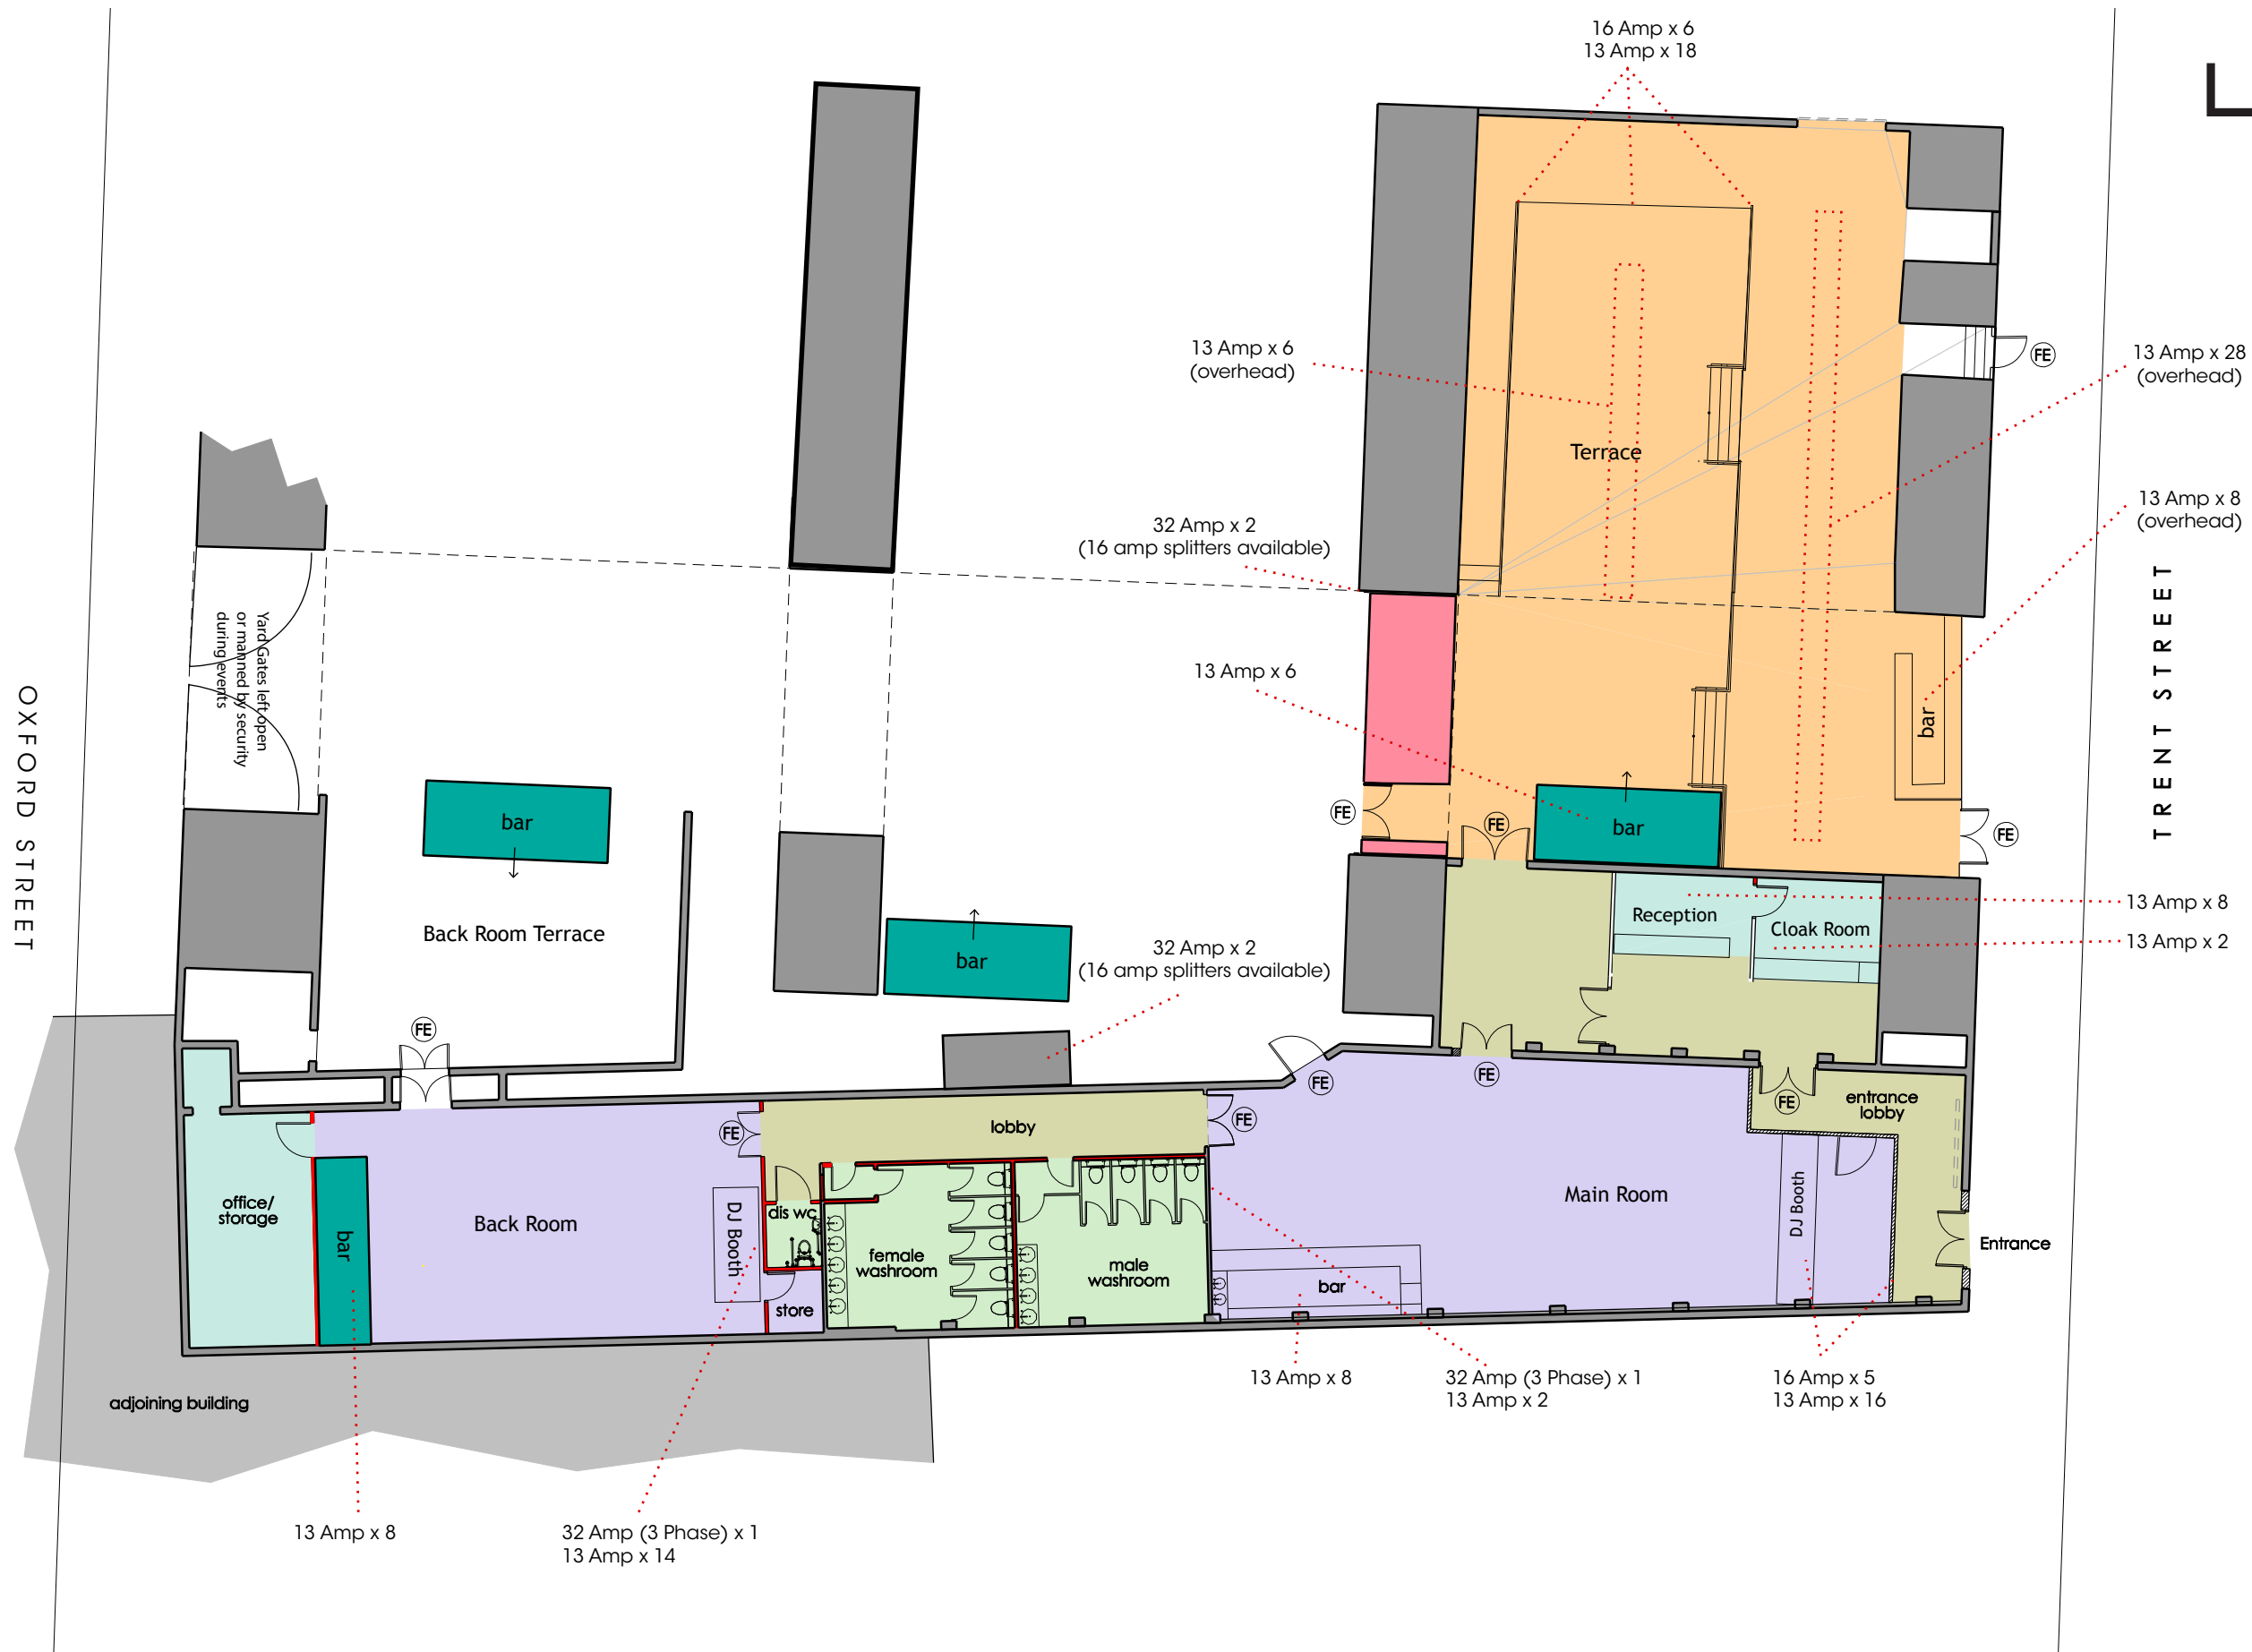 16 Amp x 6
13 Amp x 18
13 Amp x 6
(overhead)
13 Amp x 28
(overhead)
Terrace
FE
13 Amp x 8
(overhead)
32 Amp x 2
(16 amp splitters available)
TRENT STREET
Yard Gates left open
or manned by security
during events
13 Amp x 6
OXFORD STREET
bar
bar
bar
FE
FE
FE
Back Room Terrace
bar
32 Amp x 2
(16 amp splitters available)
Reception
Cloak Room
13 Amp x 8
13 Amp x 2
FE
FE
FE
FE
FE
FE
entrance
lobby
lobby
office/
storage
bar
Back Room
DJ Booth
dis wc
store
female
washroom
male
washroom
bar
Main Room
DJ Booth
Entrance
adjoining building
13 Amp x 8
32 Amp (3 Phase) x 1
13 Amp x 2
16 Amp x 5
13 Amp x 16
13 Amp x 8
32 Amp (3 Phase) x 1
13 Amp x 14